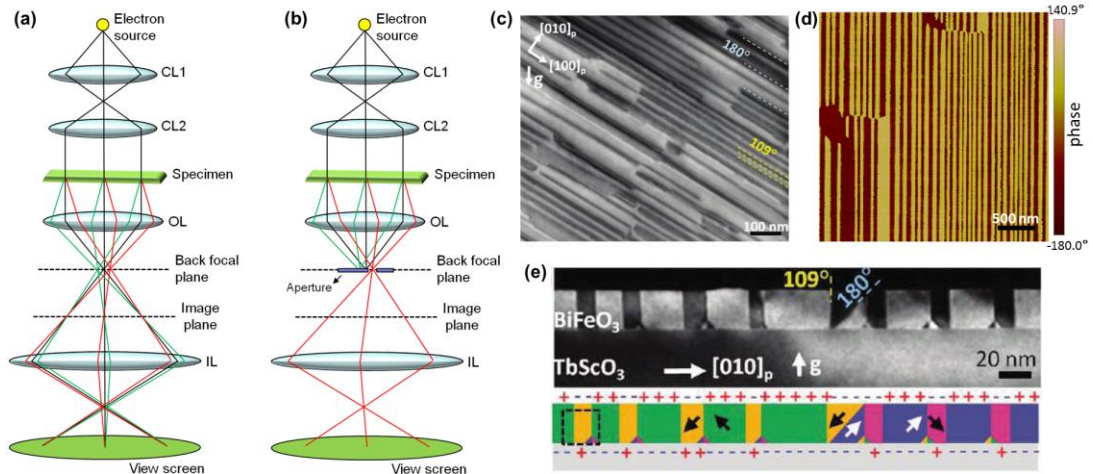 (a)
Electron
source
CL1
CL2
Specimen
OL
Back focal
plane
Image
plane
IL
View screen
(b)
Electron
source
CL1
CL2
Specimen
OL
Back focal
plane
Aperture
Image
plane
IL
View screen
(c)
[010]p
[100]p
g
180°
109°
100 nm
(d)
140.9°
phase
-180.0°
500 nm
(e)
109°
180°
BiFeO3
TbScO3
[010]p
g
20 nm